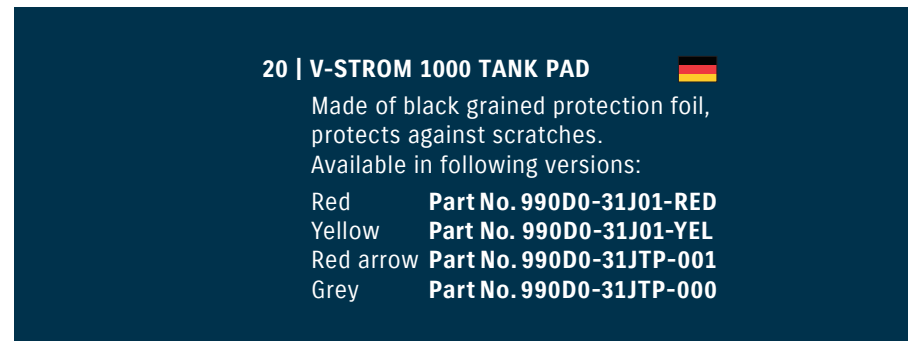 20 | V-STROM 1000 TANK PAD
Made of black grained protection foil,
protects against scratches.
Available in following versions:
Red Part No. 990D0-31J01-RED
Yellow Part No. 990D0-31J01-YEL
Red arrow Part No. 990D0-31JTP-001
Grey Part No. 990D0-31JTP-000